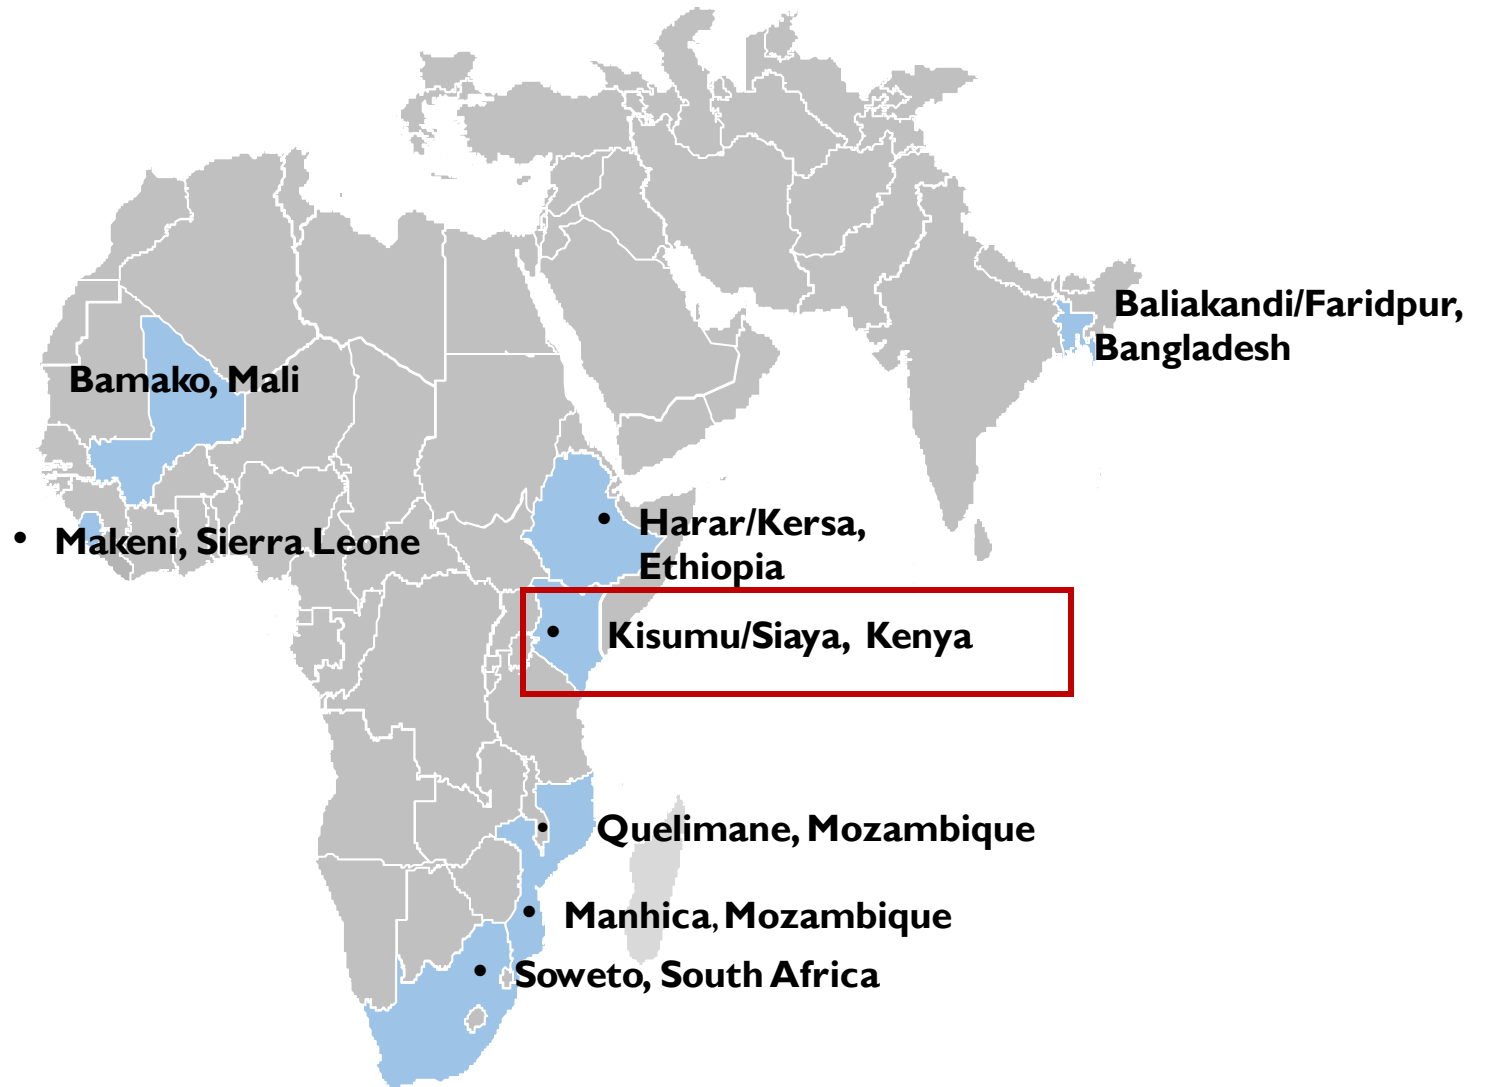 Baliakandi/Faridpur,
Bangladesh
Bamako, Mali
• Makeni, Sierra Leone
• Harar/Kersa,
Ethiopia
• Kisumu/Siaya, Kenya
• Quelimane, Mozambique
• Manhica, Mozambique
• Soweto, South Africa